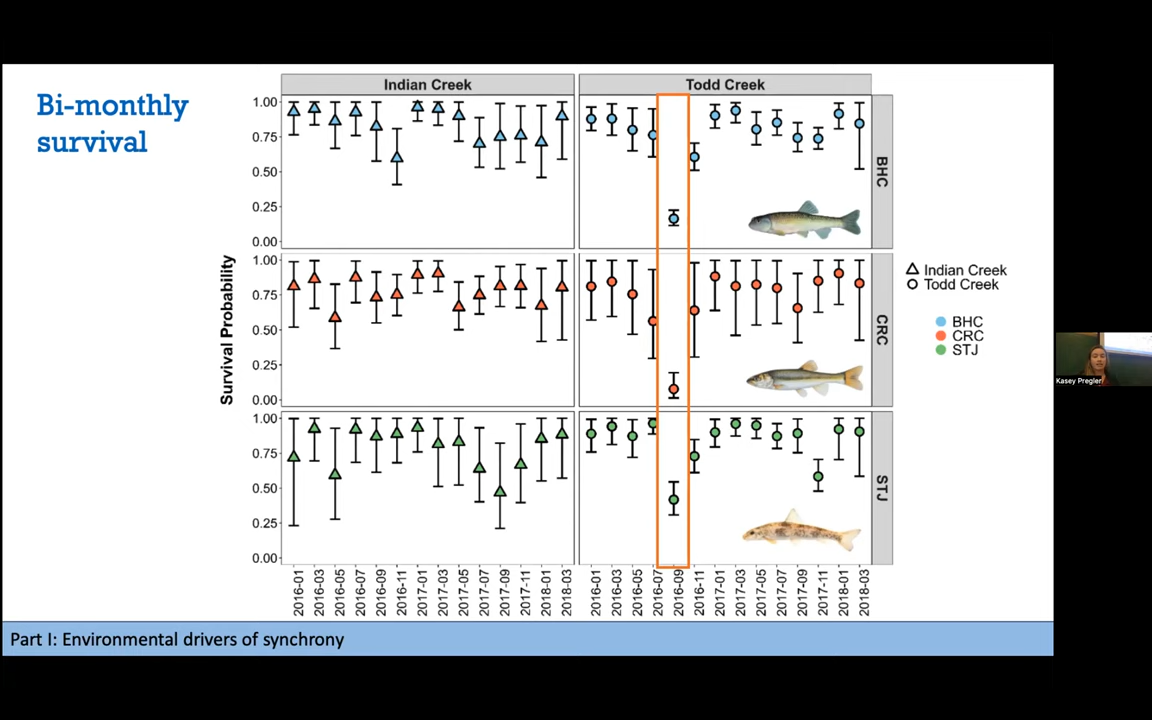 Bi-monthly
survival
Indian Creek
Todd Creek
Survival Probability
1.00
0.75
0.50
0.25
0.00
BHC
1.00
0.75
0.50
0.25
0.00
CRC
1.00
0.75
0.50
0.25
0.00
STJ
2016-01
2016-03
2016-05
2016-07
2016-09
2016-11
2017-01
2017-03
2017-05
2017-07
2017-09
2017-11
2018-01
2018-03
2016-01
2016-03
2016-05
2016-07
2016-09
2016-11
2017-01
2017-03
2017-05
2017-07
2017-09
2017-11
2018-01
2018-03
Indian Creek
Todd Creek
BHC
CRC
STJ
Kasey Pregler
Part I: Environmental drivers of synchrony